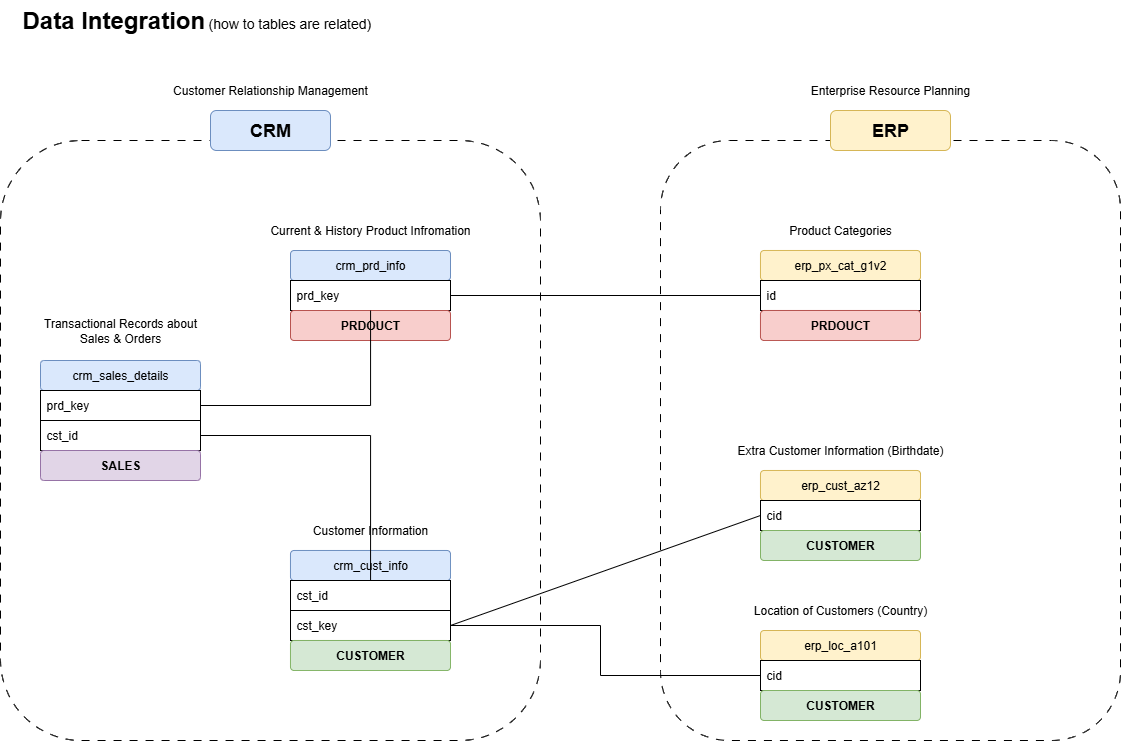 Data Integration (how to tables are related)
Customer Relationship Management
CRM
Enterprise Resource Planning
ERP
Current & History Product Infromation
crm_prd_info
prd_key
PRDOUCT
Product Categories
erp_px_cat_g1v2
id
PRDOUCT
Transactional Records about
Sales & Orders
crm_sales_details
prd_key
cst_id
SALES
Customer Information
crm_cust_info
cst_id
cst_key
CUSTOMER
Extra Customer Information (Birthdate)
erp_cust_az12
cid
CUSTOMER
Location of Customers (Country)
erp_loc_a101
cid
CUSTOMER